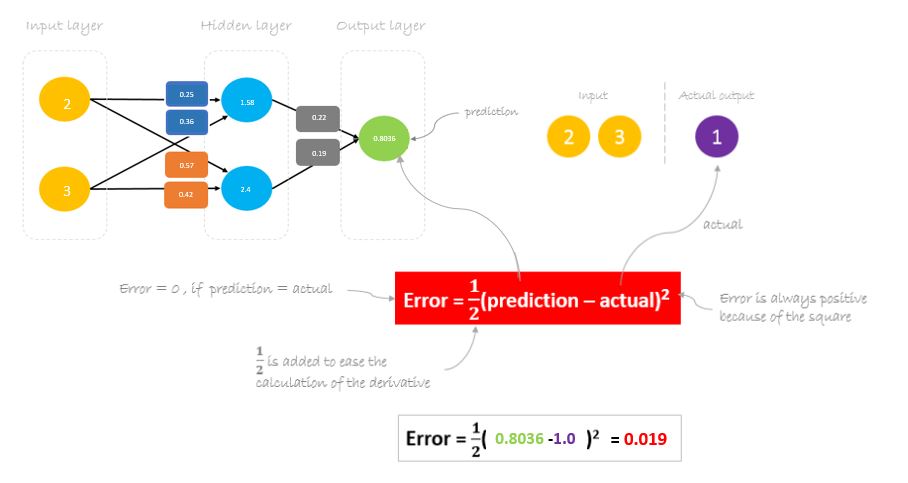 Input layer
Hidden layer
Output layer
2
3
0.25
0.36
0.57
0.42
1.58
2.4
0.22
0.19
0.8036
prediction
Input
Actual output
2 3
1
actual
Error = 0 , if prediction = actual
Error = 1/2 (prediction – actual)²
Error is always positive
because of the square
1/2 is added to ease the
calculation of the derivative
Error = 1/2 ( 0.8036 -1.0 )² = 0.019